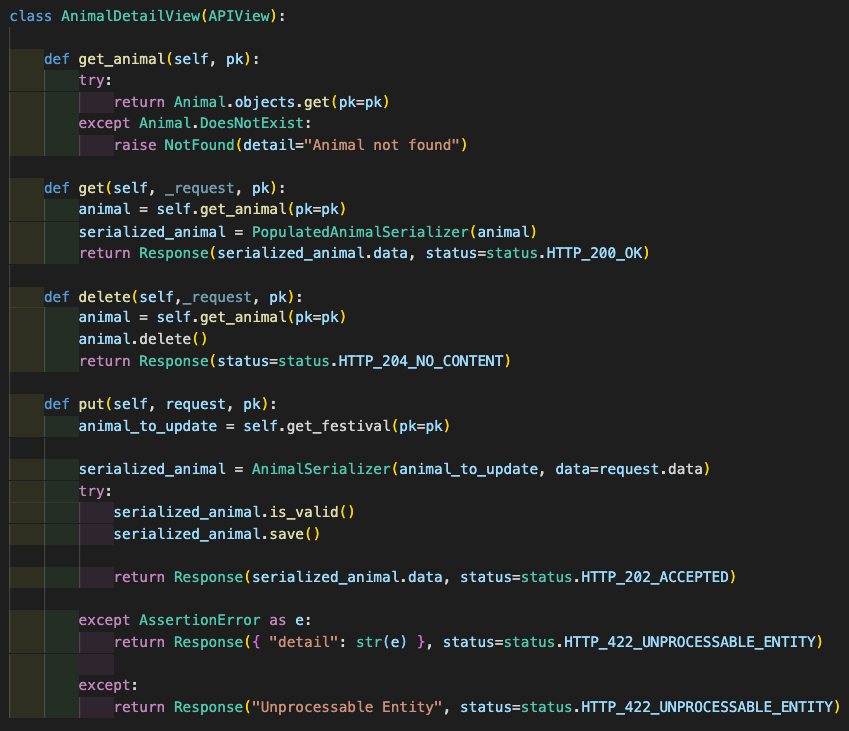 class AnimalDetailView(APIView):
    def get_animal(self, pk):
        try:
            return Animal.objects.get(pk=pk)
        except Animal.DoesNotExist:
            raise NotFound(detail="Animal not found")
    def get(self, _request, pk):
        animal = self.get_animal(pk=pk)
        serialized_animal = PopulatedAnimalSerializer(animal)
        return Response(serialized_animal.data, status=status.HTTP_200_OK)
    def delete(self,_request, pk):
        animal = self.get_animal(pk=pk)
        animal.delete()
        return Response(status=status.HTTP_204_NO_CONTENT)
    def put(self, request, pk):
        animal_to_update = self.get_festival(pk=pk)
        serialized_animal = AnimalSerializer(animal_to_update, data=request.data)
        try:
            serialized_animal.is_valid()
            serialized_animal.save()
            return Response(serialized_animal.data, status=status.HTTP_202_ACCEPTED)
        except AssertionError as e:
            return Response({ "detail": str(e) }, status=status.HTTP_422_UNPROCESSABLE_ENTITY)
        except:
            return Response("Unprocessable Entity", status=status.HTTP_422_UNPROCESSABLE_ENTITY)